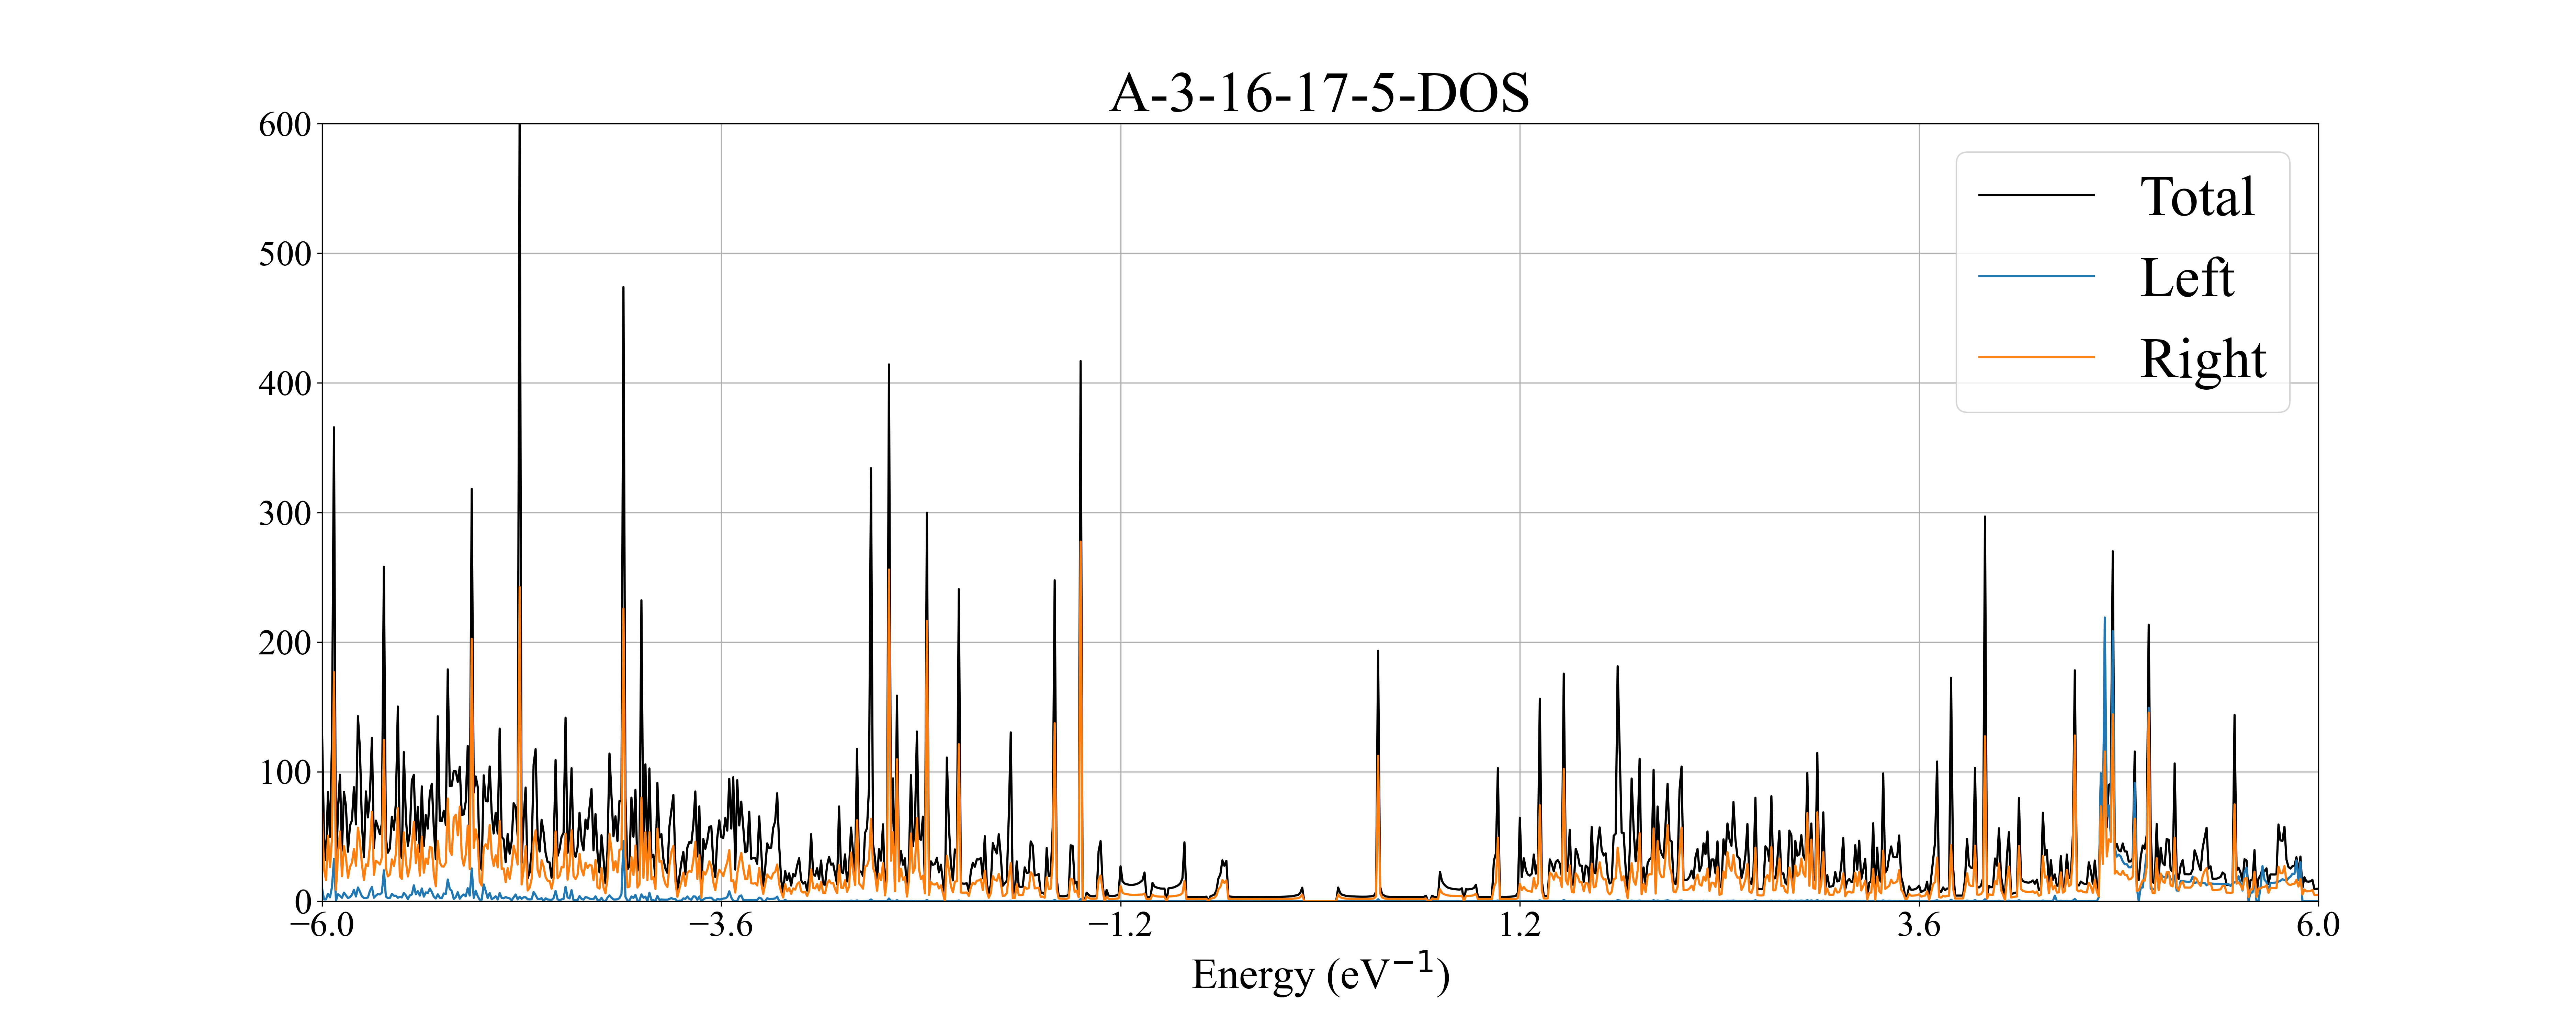 A-3-16-17-5-DOS
600
500
400
300
200
100
0
Total
Left
Right
−6.0 −3.6 −1.2 1.2 3.6 6.0
Energy (eV⁻¹)